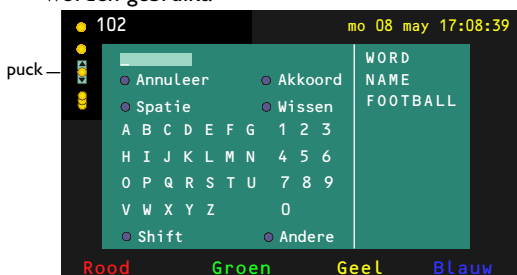 102 mo 08 may 17:08:39
puck
_
Annuleer Akkoord
Spatie Wissen
A B C D E F G 1 2 3
H I J K L M N 4 5 6
O P Q R S T U 7 8 9
V W X Y Z 0
Shift Andere
WORD
NAME
FOOTBALL
Rood Groen Geel Blauw